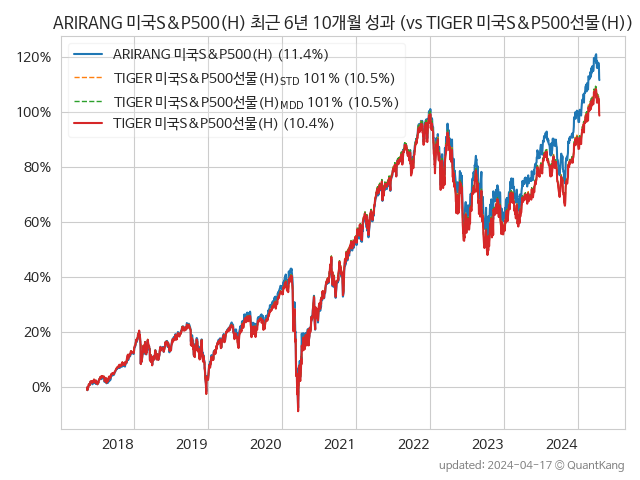 ARIRANG 미국S&P500(H) 최근 6년 10개월 성과 (vs TIGER 미국S&P500선물(H))
ARIRANG 미국S&P500(H) (11.4%)
TIGER 미국S&P500선물(H)STD 101% (10.5%)
TIGER 미국S&P500선물(H)MDD 101% (10.5%)
TIGER 미국S&P500선물(H) (10.4%)
120%
100%
80%
60%
40%
20%
0%
2018 2019 2020 2021 2022 2023 2024
updated: 2024-04-17 © QuantKang